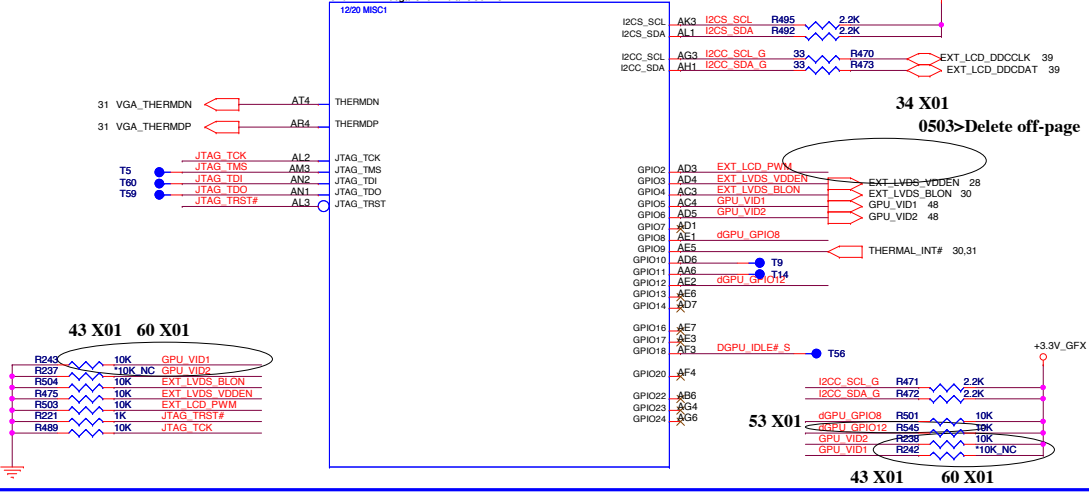 12/20 MISC1
I2CS_SCL AK3 I2CS_SCL R495 2.2K
I2CS_SDA AL1 I2CS_SDA R492 2.2K
I2CC_SCL AG3 I2CC_SCL_G 33 R470 EXT_LCD_DDCCLK 39
I2CC_SDA AH1 I2CC_SDA_G 33 R473 EXT_LCD_DDCDAT 39
34 X01
0503>Delete off-page
31 VGA_THERMDN AT4 THERMDN
31 VGA_THERMDP AR4 THERMDP
JTAG_TCK AL2 JTAG_TCK
T5 JTAG_TMS AM3 JTAG_TMS
T60 JTAG_TDI AN2 JTAG_TDI
T59 JTAG_TDO AN1 JTAG_TDO
JTAG_TRST# AL3 JTAG_TRST
GPIO2 AD3 EXT_LCD_PWM
GPIO3 AD4 EXT_LVDS_VDDEN EXT_LVDS_VDDEN 28
GPIO4 AC3 EXT_LVDS_BLON EXT_LVDS_BLON 30
GPIO5 AC4 GPU_VID1 GPU_VID1 48
GPIO6 AD5 GPU_VID2 GPU_VID2 48
GPIO7 AD1
GPIO8 AE1 dGPU_GPIO8
GPIO9 AE5 THERMAL_INT# 30,31
GPIO10 AD6 T9
GPIO11 AA6 T14
GPIO12 AE2 dGPU_GPIO12
GPIO13 AE6
GPIO14 AD7
GPIO16 AE7
GPIO17 AE3
GPIO18 AF3 DGPU_IDLE#_S T56
GPIO20 AF4
GPIO22 AB6
GPIO23 AG4
GPIO24 AG6
43 X01 60 X01
R243 10K GPU_VID1
R237 *10K_NC GPU_VID2
R504 10K EXT_LVDS_BLON
R475 10K EXT_LVDS_VDDEN
R503 10K EXT_LCD_PWM
R221 1K JTAG_TRST#
R489 10K JTAG_TCK
+3.3V_GFX
I2CC_SCL_G R471 2.2K
I2CC_SDA_G R472 2.2K
53 X01
dGPU_GPIO8 R501 10K
dGPU_GPIO12 R545 10K
GPU_VID2 R238 10K
GPU_VID1 R242 *10K_NC
43 X01 60 X01